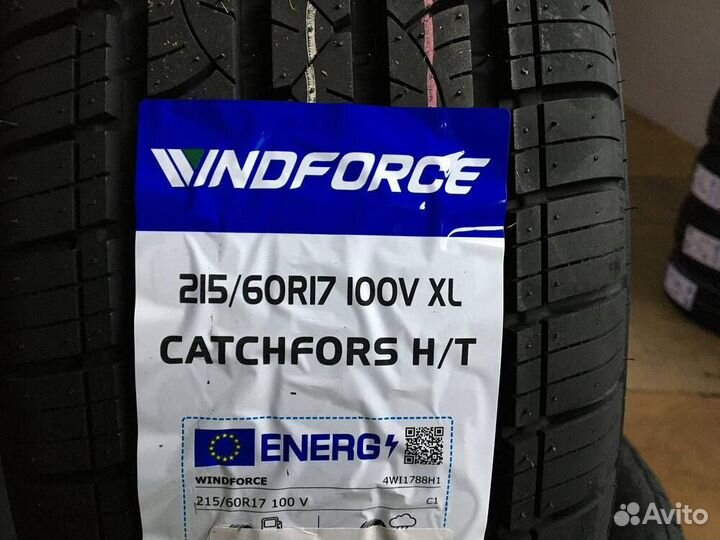 WINDFORCE
215/60R17 100V XL
CATCHFORS H/T
ENERG
WINDFORCE 4WI1788H1
215/60R17 100 V C1
Avito